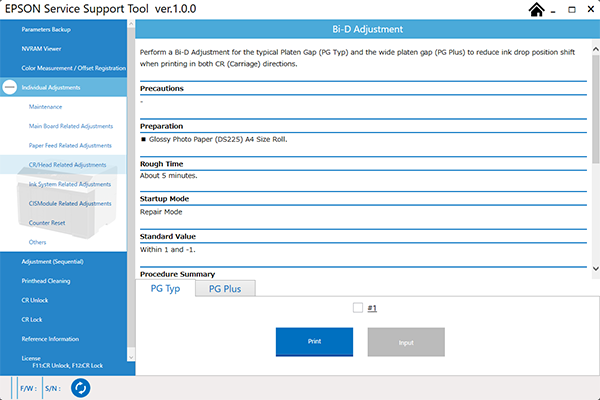 EPSON Service Support Tool ver.1.0.0
Parameters Backup
NVRAM Viewer
Color Measurement / Offset Registration
Individual Adjustments
Maintenance
Main Board Related Adjustments
Paper Feed Related Adjustments
CR/Head Related Adjustments
Ink System Related Adjustments
CISModule Related Adjustments
Counter Reset
Others
Adjustment (Sequential)
Printhead Cleaning
CR Unlock
CR Lock
Reference Information
License
F11:CR Unlock, F12:CR Lock
F/W :
S/N :
Bi-D Adjustment
Perform a Bi-D Adjustment for the typical Platen Gap (PG Typ) and the wide platen gap (PG Plus) to reduce ink drop position shift
when printing in both CR (Carriage) directions.
Precautions
-
Preparation
■ Glossy Photo Paper (DS225) A4 Size Roll.
Rough Time
About 5 minutes.
Startup Mode
Repair Mode
Standard Value
Within 1 and -1.
Procedure Summary
PG Typ
PG Plus
#1
Print
Input